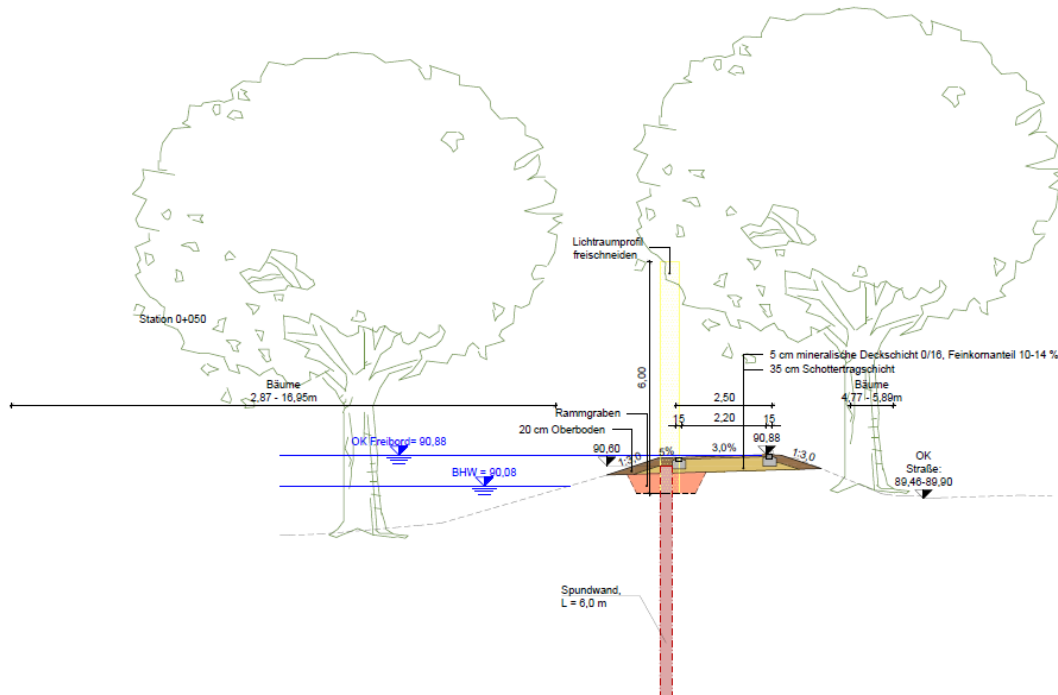 Lichtraumprofil
freischneiden
Station 0+050
6,00
5 cm mineralische Deckschicht 0/16, Feinkornanteil 10-14 %
35 cm Schottertragschicht
Bäume
2,87 - 16,95m
Bäume
4,77 - 5,89m
2,50
Rammgraben
15
2,20
15
20 cm Oberboden
OK Freibord= 90,88
90,60
1:3,0
5%
3,0%
90,88
1:3,0
OK
Straße:
89,46-89,90
BHW = 90,08
Spundwand,
L = 6,0 m